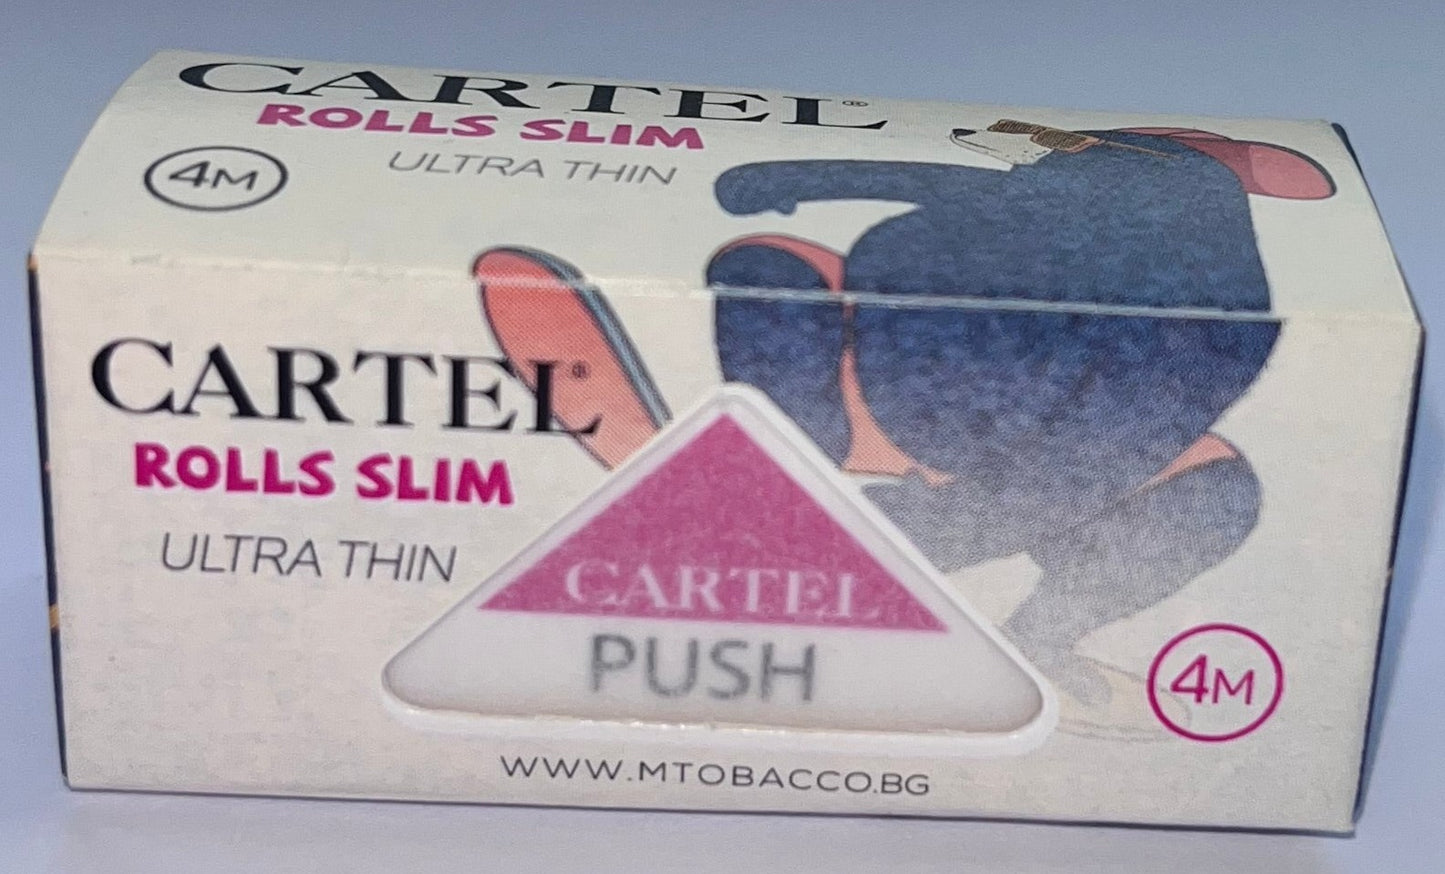 CARTEL®
ROLLS SLIM
ULTRA THIN
4M
CARTEL®
ROLLS SLIM
ULTRA THIN
CARTEL
PUSH
4M
WWW.MTOBACCO.BG